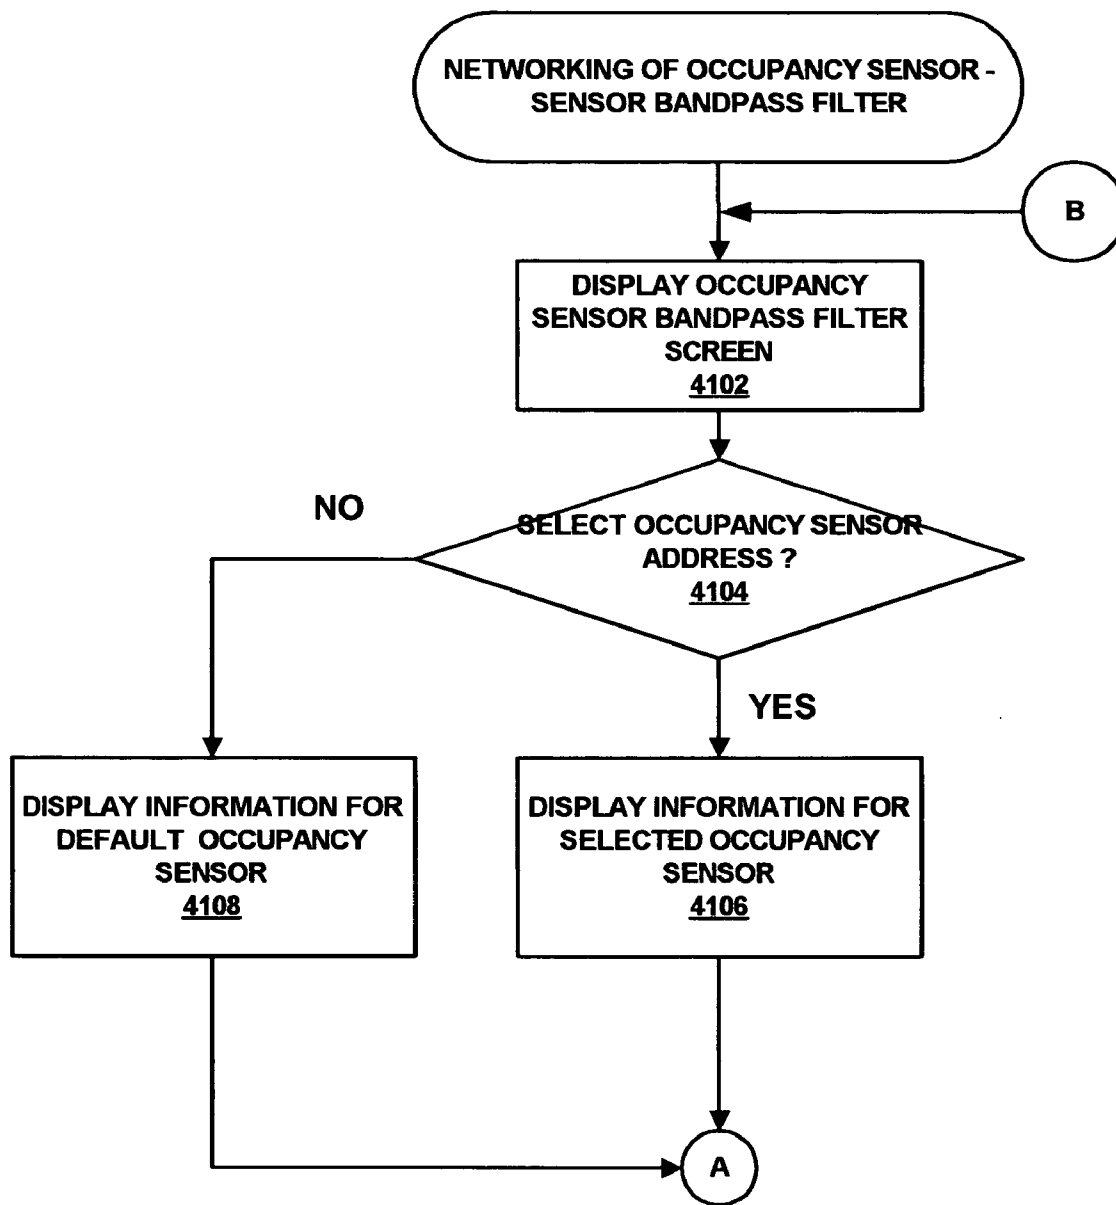 NETWORKING OF OCCUPANCY SENSOR -
SENSOR BANDPASS FILTER
B
DISPLAY OCCUPANCY
SENSOR BANDPASS FILTER
SCREEN
4102
NO
SELECT OCCUPANCY SENSOR
ADDRESS ?
4104
YES
DISPLAY INFORMATION FOR
DEFAULT OCCUPANCY
SENSOR
4108
DISPLAY INFORMATION FOR
SELECTED OCCUPANCY
SENSOR
4106
A